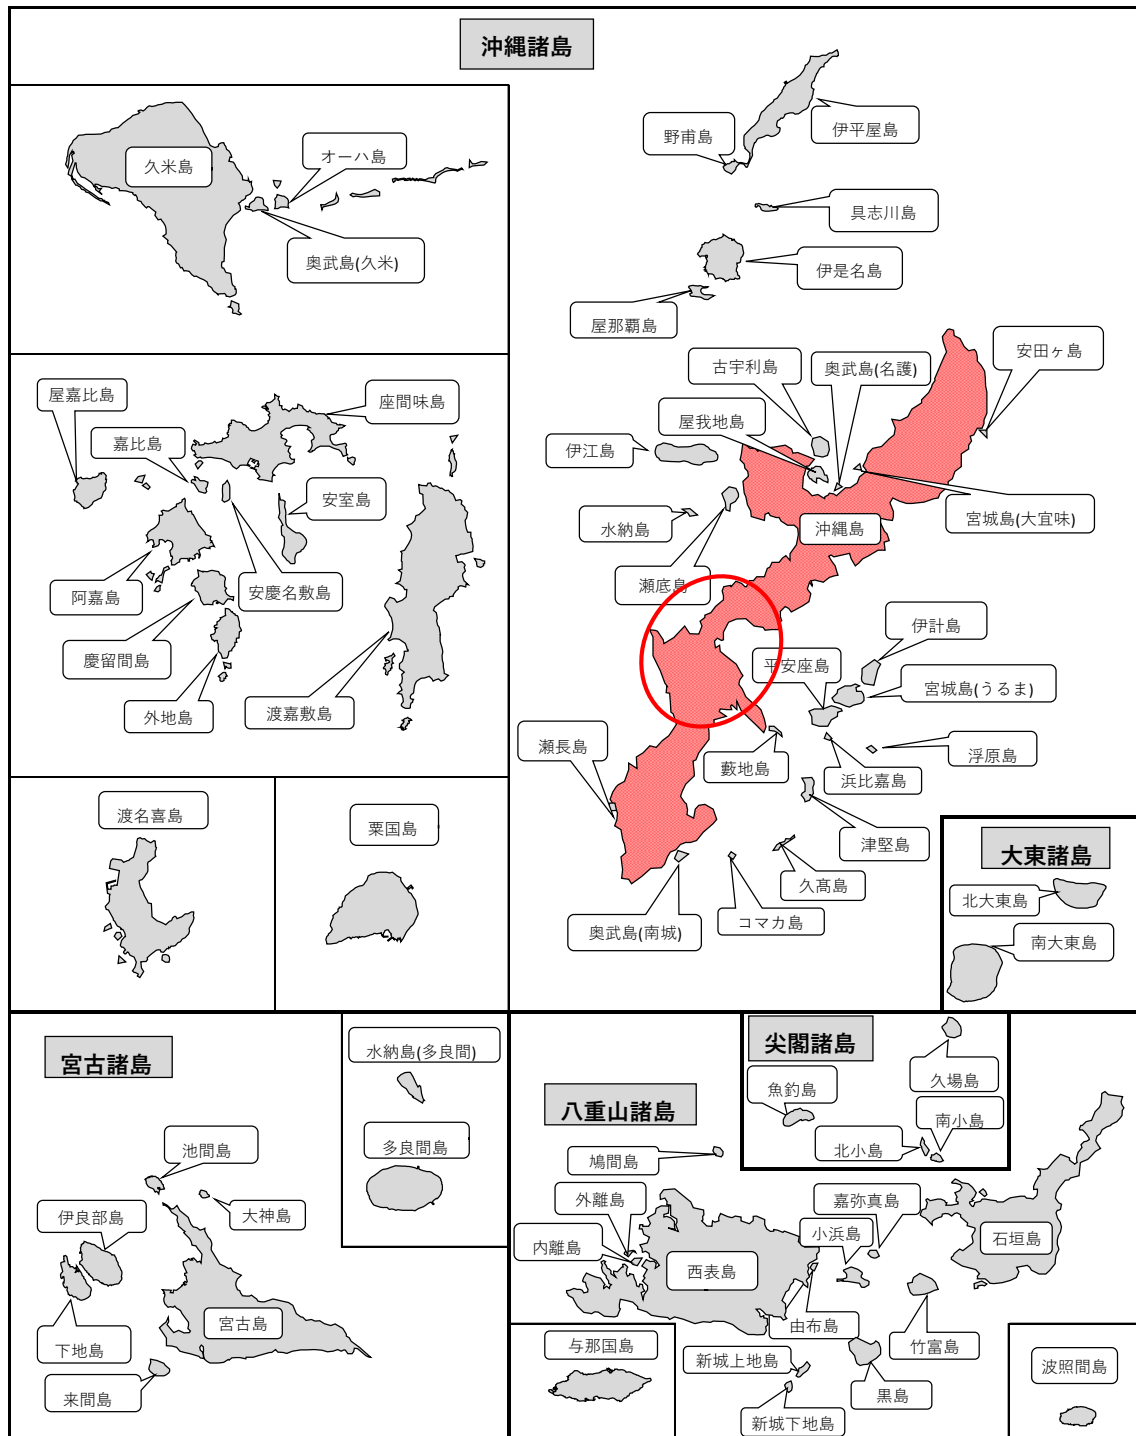 沖縄諸島
久米島
オーハ島
奥武島(久米)
野甫島
伊平屋島
具志川島
伊是名島
屋那覇島
古宇利島
奥武島(名護)
安田ヶ島
屋我地島
伊江島
水納島
瀬底島
沖縄島
宮城島(大宜味)
伊計島
平安座島
宮城島(うるま)
瀬長島
藪地島
浜比嘉島
浮原島
津堅島
久髙島
コマカ島
奥武島(南城)
屋嘉比島
座間味島
嘉比島
安室島
阿嘉島
安慶名敷島
慶留間島
外地島
渡嘉敷島
渡名喜島
粟国島
大東諸島
北大東島
南大東島
宮古諸島
水納島(多良間)
多良間島
池間島
大神島
伊良部島
下地島
宮古島
来間島
八重山諸島
尖閣諸島
久場島
魚釣島
南小島
北小島
鳩間島
外離島
嘉弥真島
内離島
小浜島
石垣島
西表島
由布島
竹富島
与那国島
新城上地島
黒島
新城下地島
波照間島